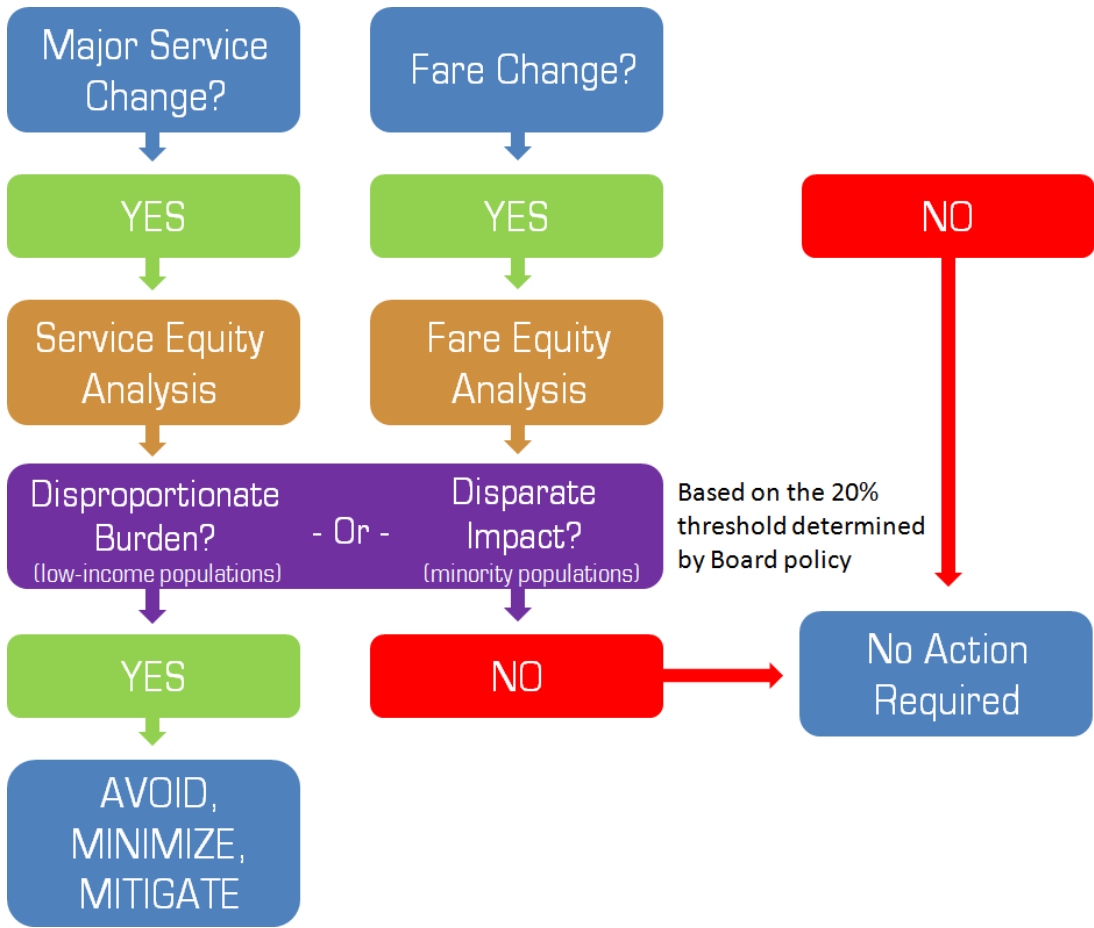 Major Service
Change?
Fare Change?
YES
YES
NO
Service Equity
Analysis
Fare Equity
Analysis
Disproportionate
Burden?
(low-income populations)
- Or -
Disparate
Impact?
(minority populations)
Based on the 20%
threshold determined
by Board policy
YES
NO
No Action
Required
AVOID,
MINIMIZE,
MITIGATE